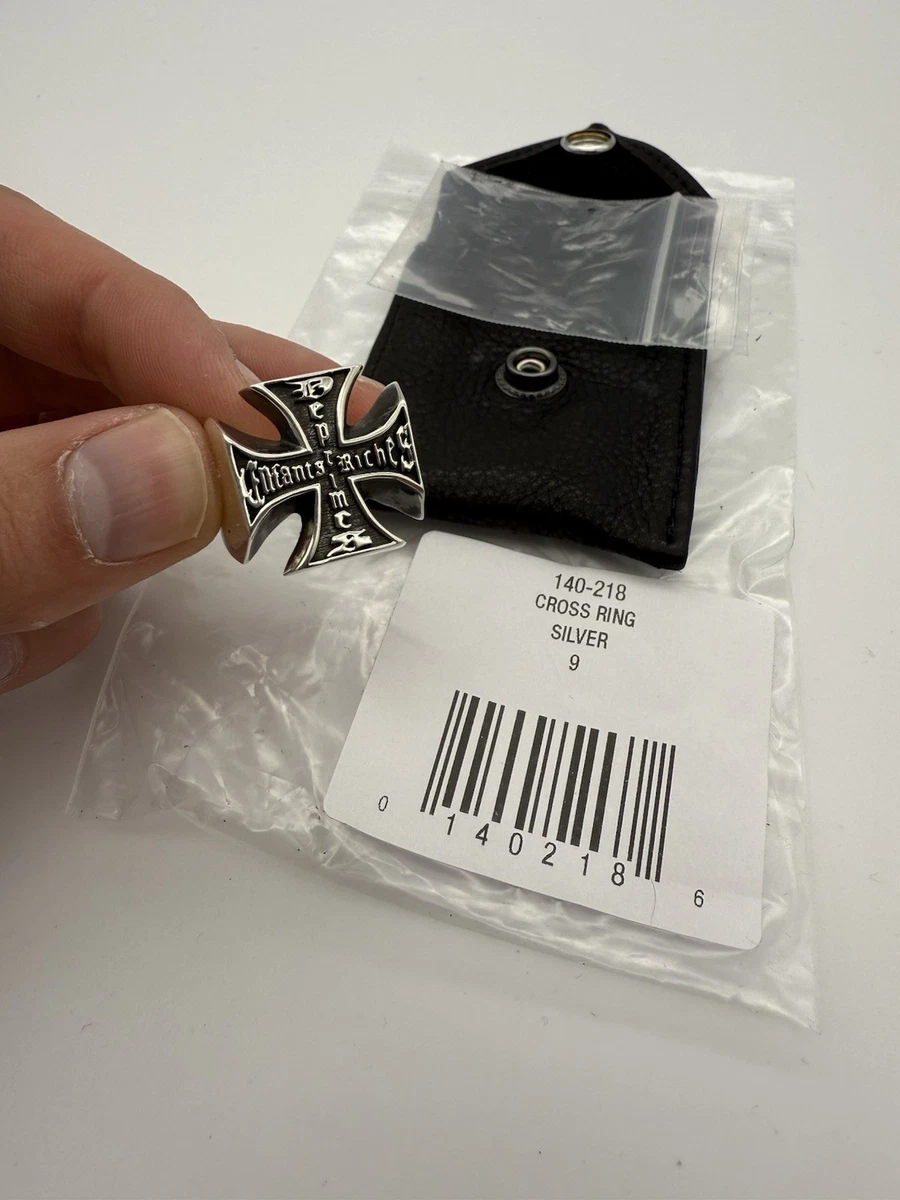 Deprimes
Enfants Riches
140-218
CROSS RING
SILVER
9
0 140218 6